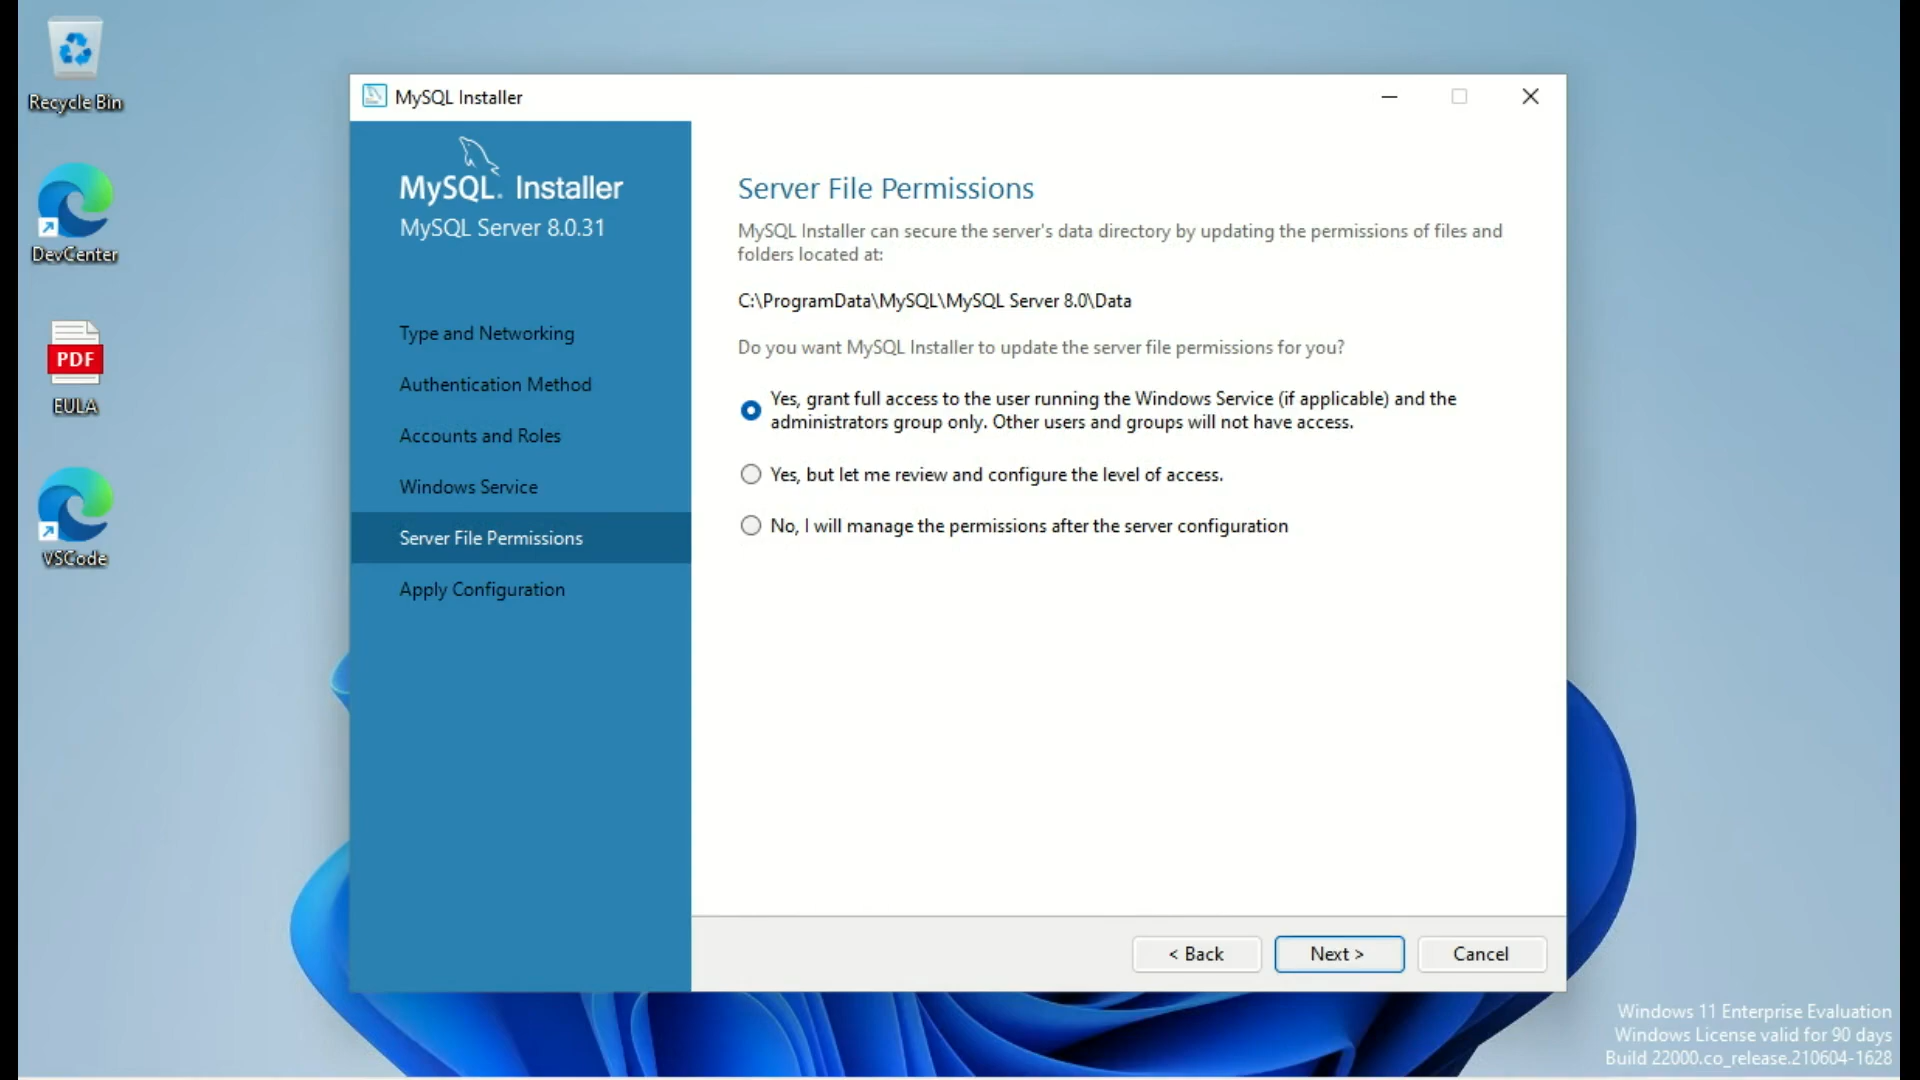 Recycle Bin
DevCenter
PDF
EULA
VSCode
MySQL Installer
MySQL. Installer
MySQL Server 8.0.31
Type and Networking
Authentication Method
Accounts and Roles
Windows Service
Server File Permissions
Apply Configuration
Server File Permissions
MySQL Installer can secure the server's data directory by updating the permissions of files and
folders located at:
C:\ProgramData\MySQL\MySQL Server 8.0\Data
Do you want MySQL Installer to update the server file permissions for you?
Yes, grant full access to the user running the Windows Service (if applicable) and the
administrators group only. Other users and groups will not have access.
Yes, but let me review and configure the level of access.
No, I will manage the permissions after the server configuration
< Back
Next >
Cancel
Windows 11 Enterprise Evaluation
Windows License valid for 90 days
Build 22000.co_release.210604-1628